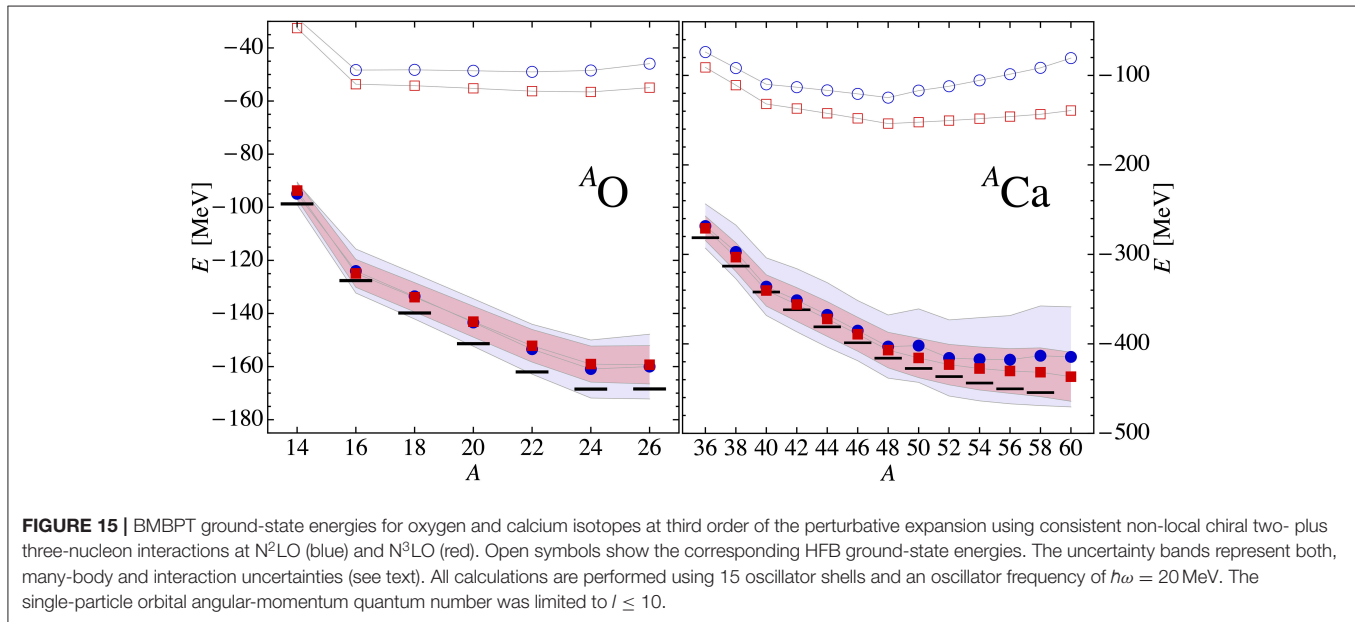 −40
−60
−80
−100
−120
−140
−160
−180
E [MeV]
14 16 18 20 22 24 26
A
ᴬO
ᴬCa
36 38 40 42 44 46 48 50 52 54 56 58 60
A
−100
−200
−300
−400
−500
E [MeV]
FIGURE 15 | BMBPT ground-state energies for oxygen and calcium isotopes at third order of the perturbative expansion using consistent non-local chiral two- plus
three-nucleon interactions at N²LO (blue) and N³LO (red). Open symbols show the corresponding HFB ground-state energies. The uncertainty bands represent both,
many-body and interaction uncertainties (see text). All calculations are performed using 15 oscillator shells and an oscillator frequency of ℏω = 20 MeV. The
single-particle orbital angular-momentum quantum number was limited to l ≤ 10.